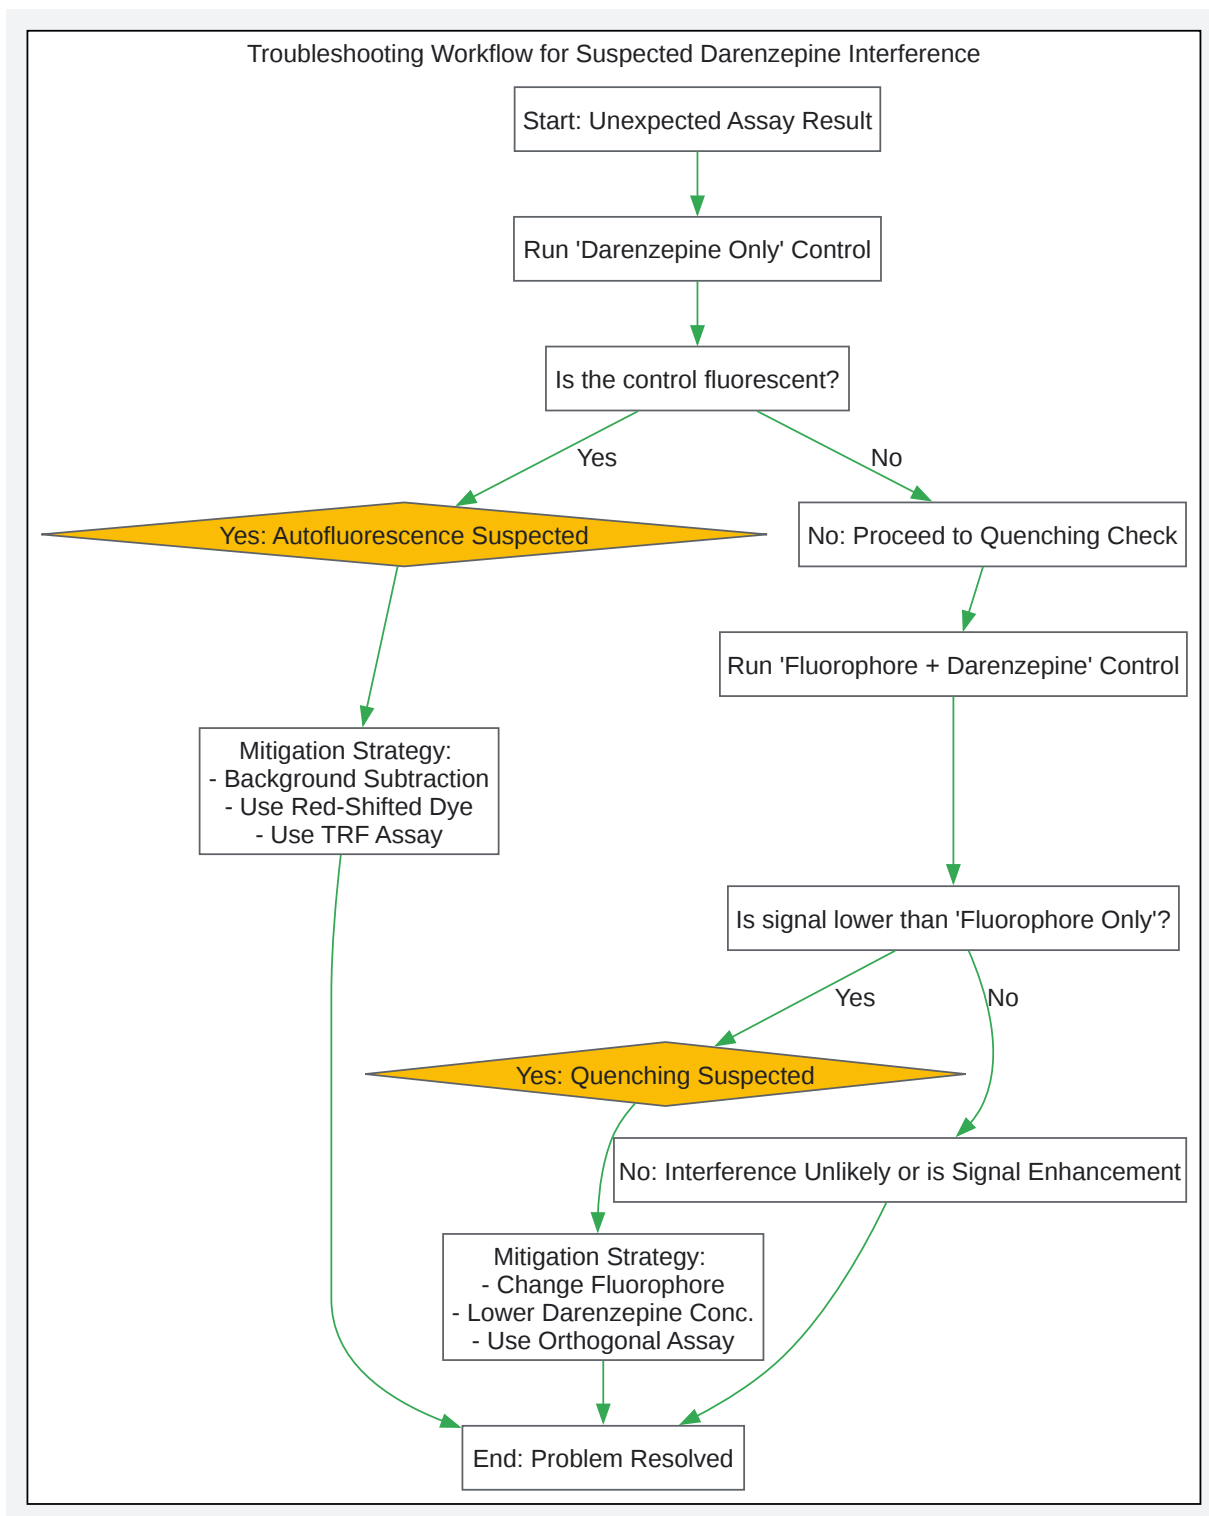 Troubleshooting Workflow for Suspected Darenzepine Interference
Start: Unexpected Assay Result
Run 'Darenzepine Only' Control
Is the control fluorescent?
Yes
No
Yes: Autofluorescence Suspected
No: Proceed to Quenching Check
Run 'Fluorophore + Darenzepine' Control
Mitigation Strategy:
- Background Subtraction
- Use Red-Shifted Dye
- Use TRF Assay
Is signal lower than 'Fluorophore Only'?
Yes
No
Yes: Quenching Suspected
No: Interference Unlikely or is Signal Enhancement
Mitigation Strategy:
- Change Fluorophore
- Lower Darenzepine Conc.
- Use Orthogonal Assay
End: Problem Resolved